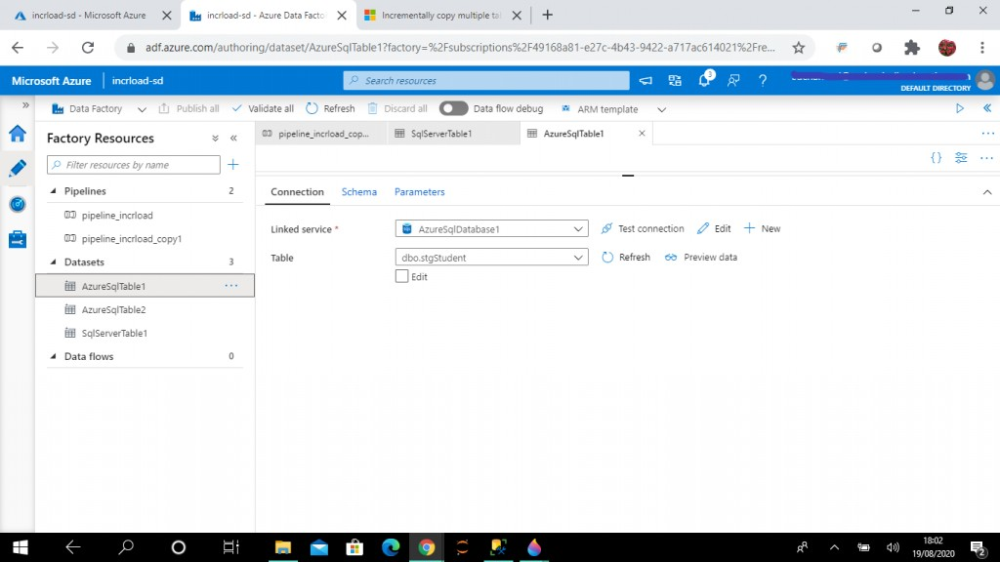 incrload-sd - Microsoft Azure
incrload-sd - Azure Data Facto
Incrementally copy multiple ta
adf.azure.com/authoring/dataset/AzureSqlTable1?factory=%2Fsubscriptions%2F49168a81-e27c-4b43-9422-a717ac614021%2Fre...
Microsoft Azure
incrload-sd
Search resources
3
?
DEFAULT DIRECTORY
Data Factory
Publish all
Validate all
Refresh
Discard all
Data flow debug
ARM template
Factory Resources
Filter resources by name
Pipelines 2
pipeline_incrload
pipeline_incrload_copy1
Datasets 3
AzureSqlTable1 ...
AzureSqlTable2
SqlServerTable1
Data flows 0
pipeline_incrload_cop...
SqlServerTable1
AzureSqlTable1
{}
Connection
Schema
Parameters
Linked service *
AzureSqlDatabase1
Test connection
Edit
New
Table
dbo.stgStudent
Refresh
Preview data
Edit
18:02
19/08/2020
2